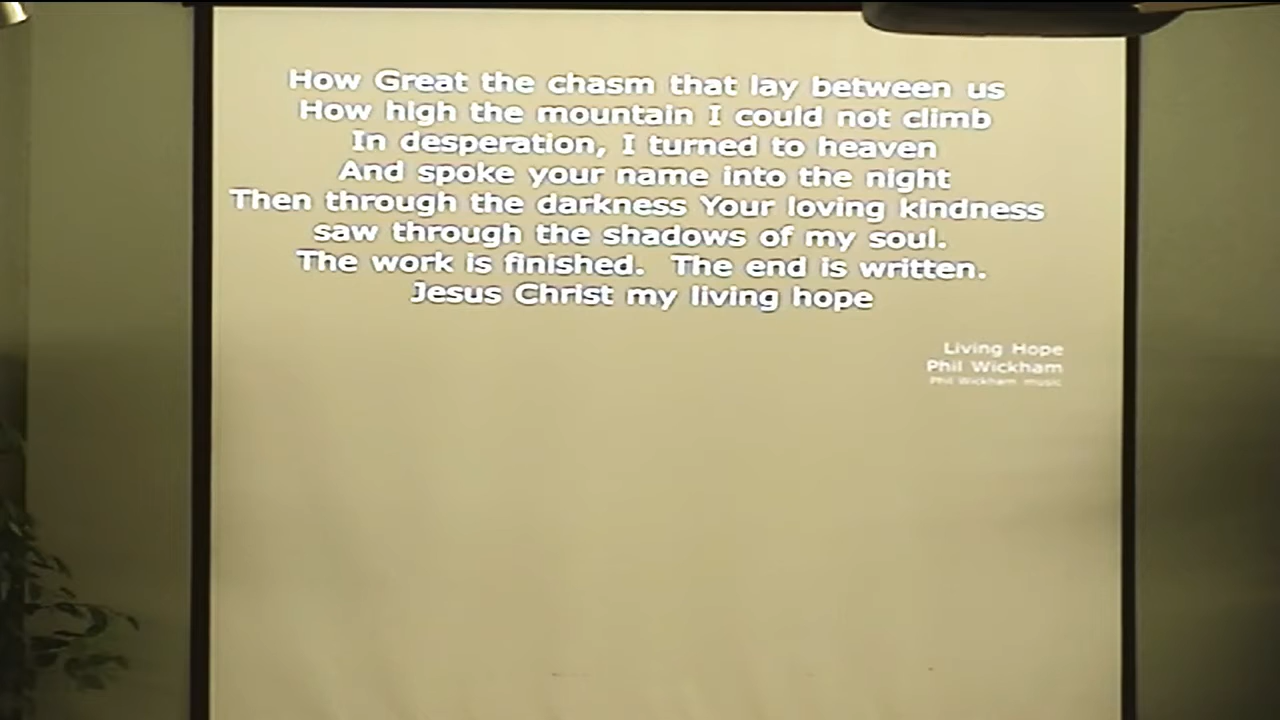 How Great the chasm that lay between us
How high the mountain I could not climb
In desperation, I turned to heaven
And spoke your name into the night
Then through the darkness Your loving kindness
saw through the shadows of my soul.
The work is finished.  The end is written.
Jesus Christ my living hope
Living Hope
Phil Wickham
Phil Wickham music